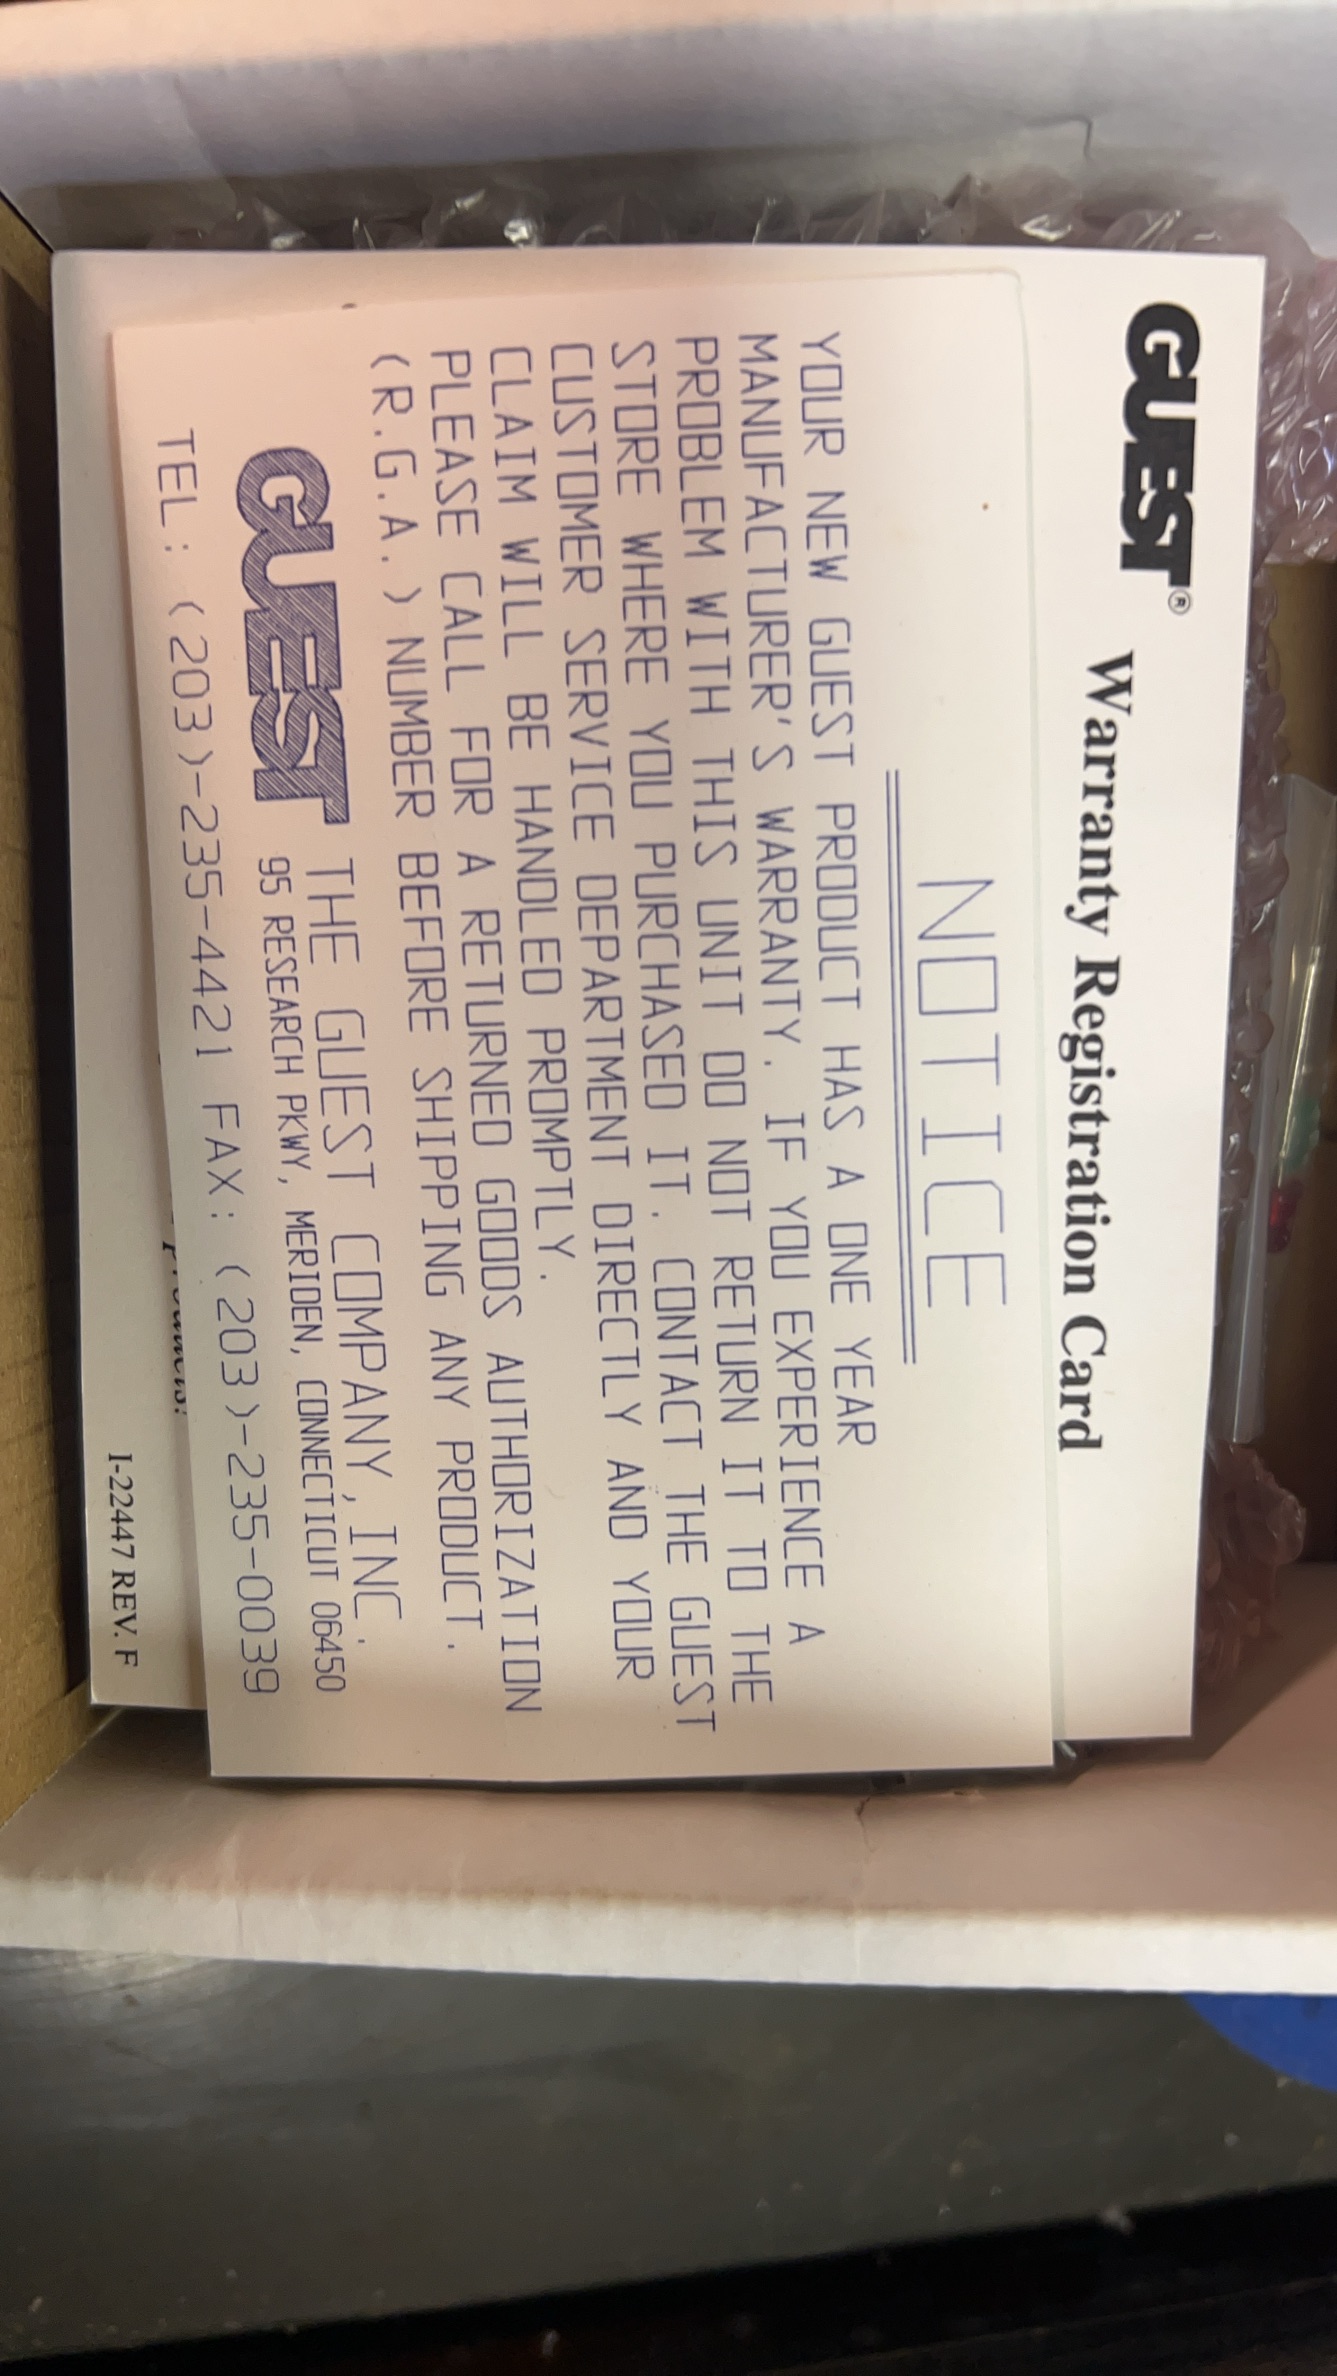 GUEST® Warranty Registration Card
NOTICE
YOUR NEW GUEST PRODUCT HAS A ONE YEAR
MANUFACTURER'S WARRANTY. IF YOU EXPERIENCE A
PROBLEM WITH THIS UNIT DO NOT RETURN IT TO THE
STORE WHERE YOU PURCHASED IT. CONTACT THE GUEST
CUSTOMER SERVICE DEPARTMENT DIRECTLY AND YOUR
CLAIM WILL BE HANDLED PROMPTLY.
PLEASE CALL FOR A RETURNED GOODS AUTHORIZATION
(R.G.A.) NUMBER BEFORE SHIPPING ANY PRODUCT.
GUEST THE GUEST COMPANY, INC.
95 RESEARCH PKWY, MERIDEN, CONNECTICUT 06450
TEL: (203)-235-4421 FAX: (203)-235-0039
I-22447 REV. F